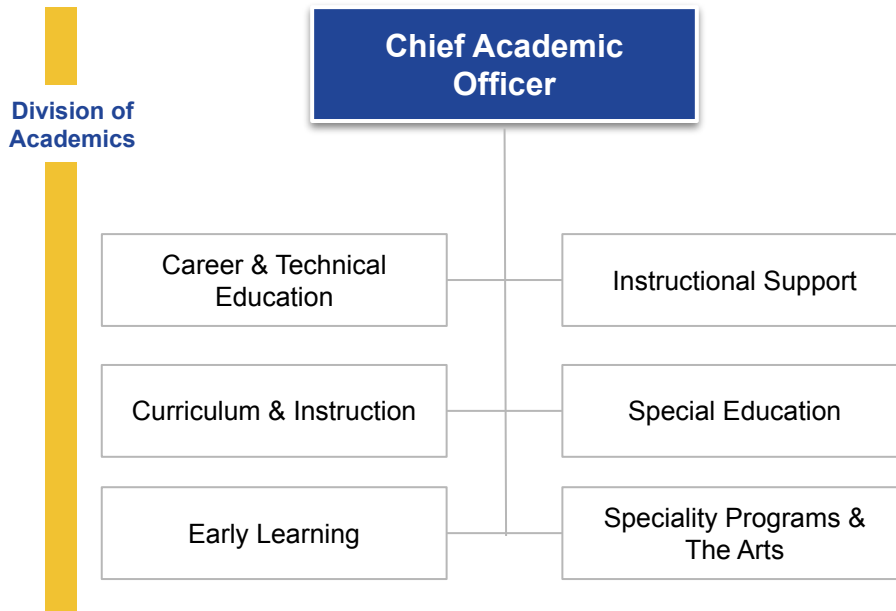 Chief Academic
Officer
Division of
Academics
Career & Technical
Education
Instructional Support
Curriculum & Instruction
Special Education
Early Learning
Speciality Programs &
The Arts